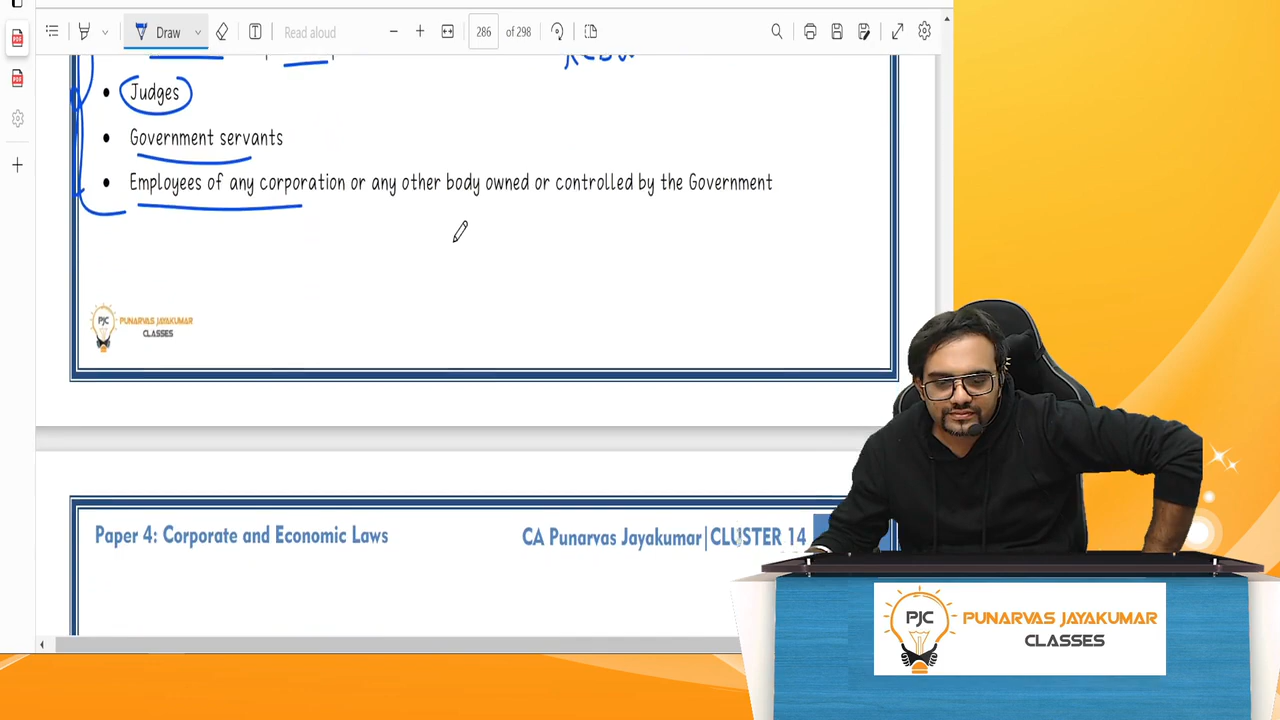 Draw
Read aloud
286 of 298
• Judges
• Government servants
• Employees of any corporation or any other body owned or controlled by the Government
PJC PUNARVAS JAYAKUMAR
CLASSES
Paper 4: Corporate and Economic Laws
CA Punarvas Jayakumar|CLUSTER 14
PJC PUNARVAS JAYAKUMAR
CLASSES